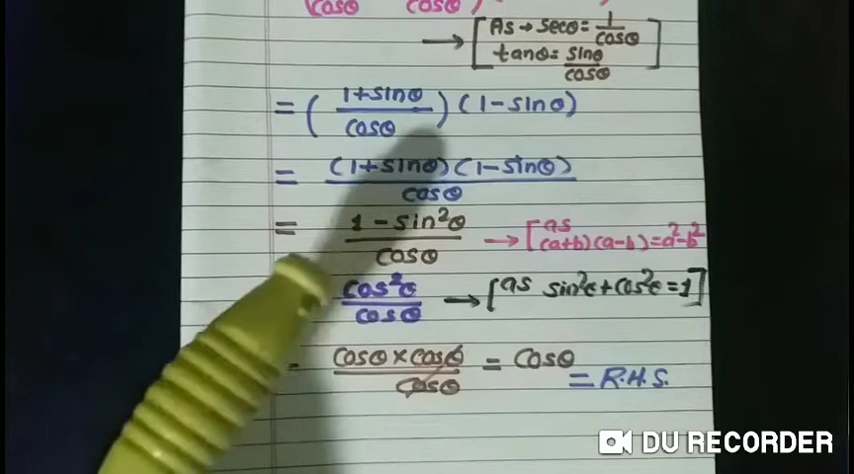 cosθ cosθ
→ [As → secθ = 1/cosθ
tanθ = sinθ/cosθ]
= (1+sinθ/cosθ) (1-sinθ)
= (1+sinθ)(1-sinθ)/cosθ
= 1-sin²θ/cosθ → [as (a+b)(a-b)=a²-b²
cos²θ/cosθ → [as sin²θ+cos²θ=1]
cosθ×cosθ/cosθ = cosθ
= R.H.S.
DU RECORDER